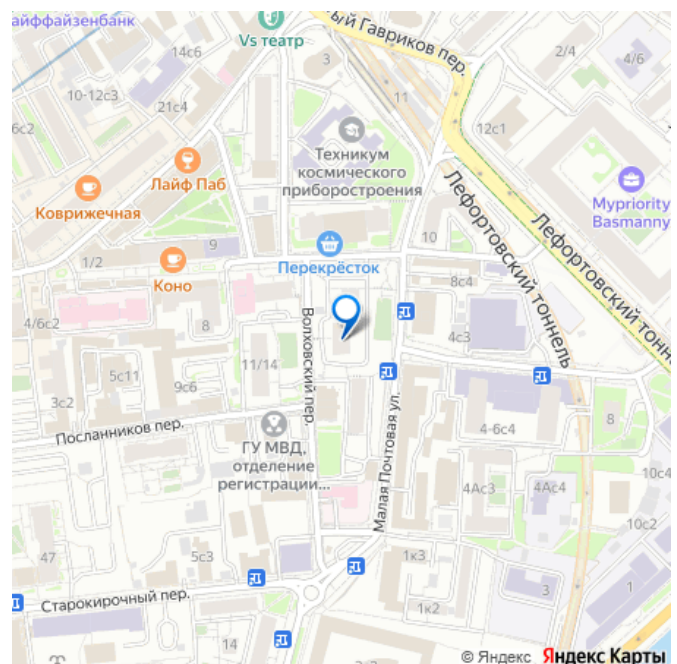 айффайзенбанк
Vs театр
ый Гавриков пер.
14с6
3
2/4
4/6
10-12с3
21с4
11
6с2
12с1
Техникум
космического
приборостроения
Лайф Паб
Коврижечная
Mypriority
Basmanny
Лефортовский тоннель
Лефортовский тонн
9
10
1/2
Коно
Перекрёсток
8с4
4/6с2
8
Волховский пер.
4с3
11/14
5с11
9с6
3с2
Посланников пер.
ГУ МВД,
отделение
регистрации...
Малая Почтовая ул.
4-6с4
8
4Ас3
4Ас4
10с4
10с2
47
5с3
1к3
3
1
Старокирочный пер.
1к2
14
© Яндекс Яндекс Карты